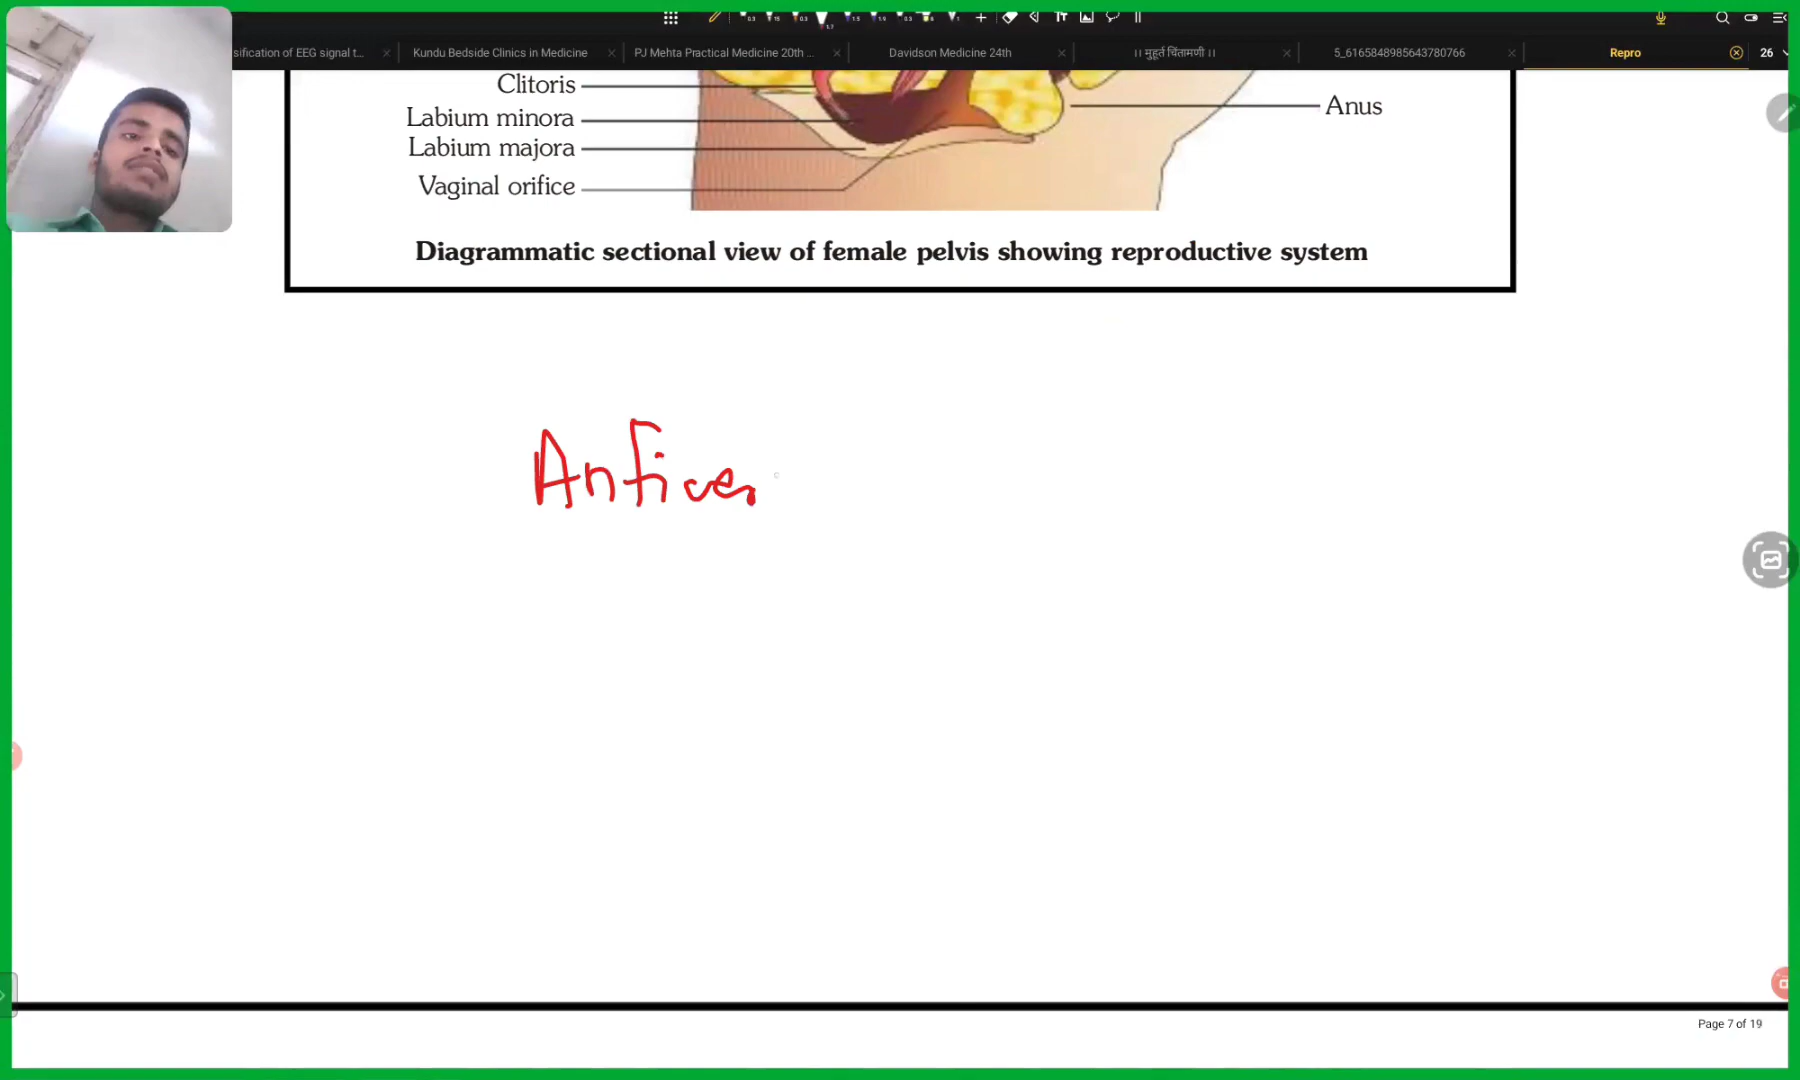 sification of EEG signal t... Kundu Bedside Clinics in Medicine PJ Mehta Practical Medicine 20th ... Davidson Medicine 24th ।। मुहूर्त चिंतामणी ।। 5_6165848985643780766 Repro 26
Clitoris
Anus
Labium minora
Labium majora
Vaginal orifice
Diagrammatic sectional view of female pelvis showing reproductive system
Page 7 of 19